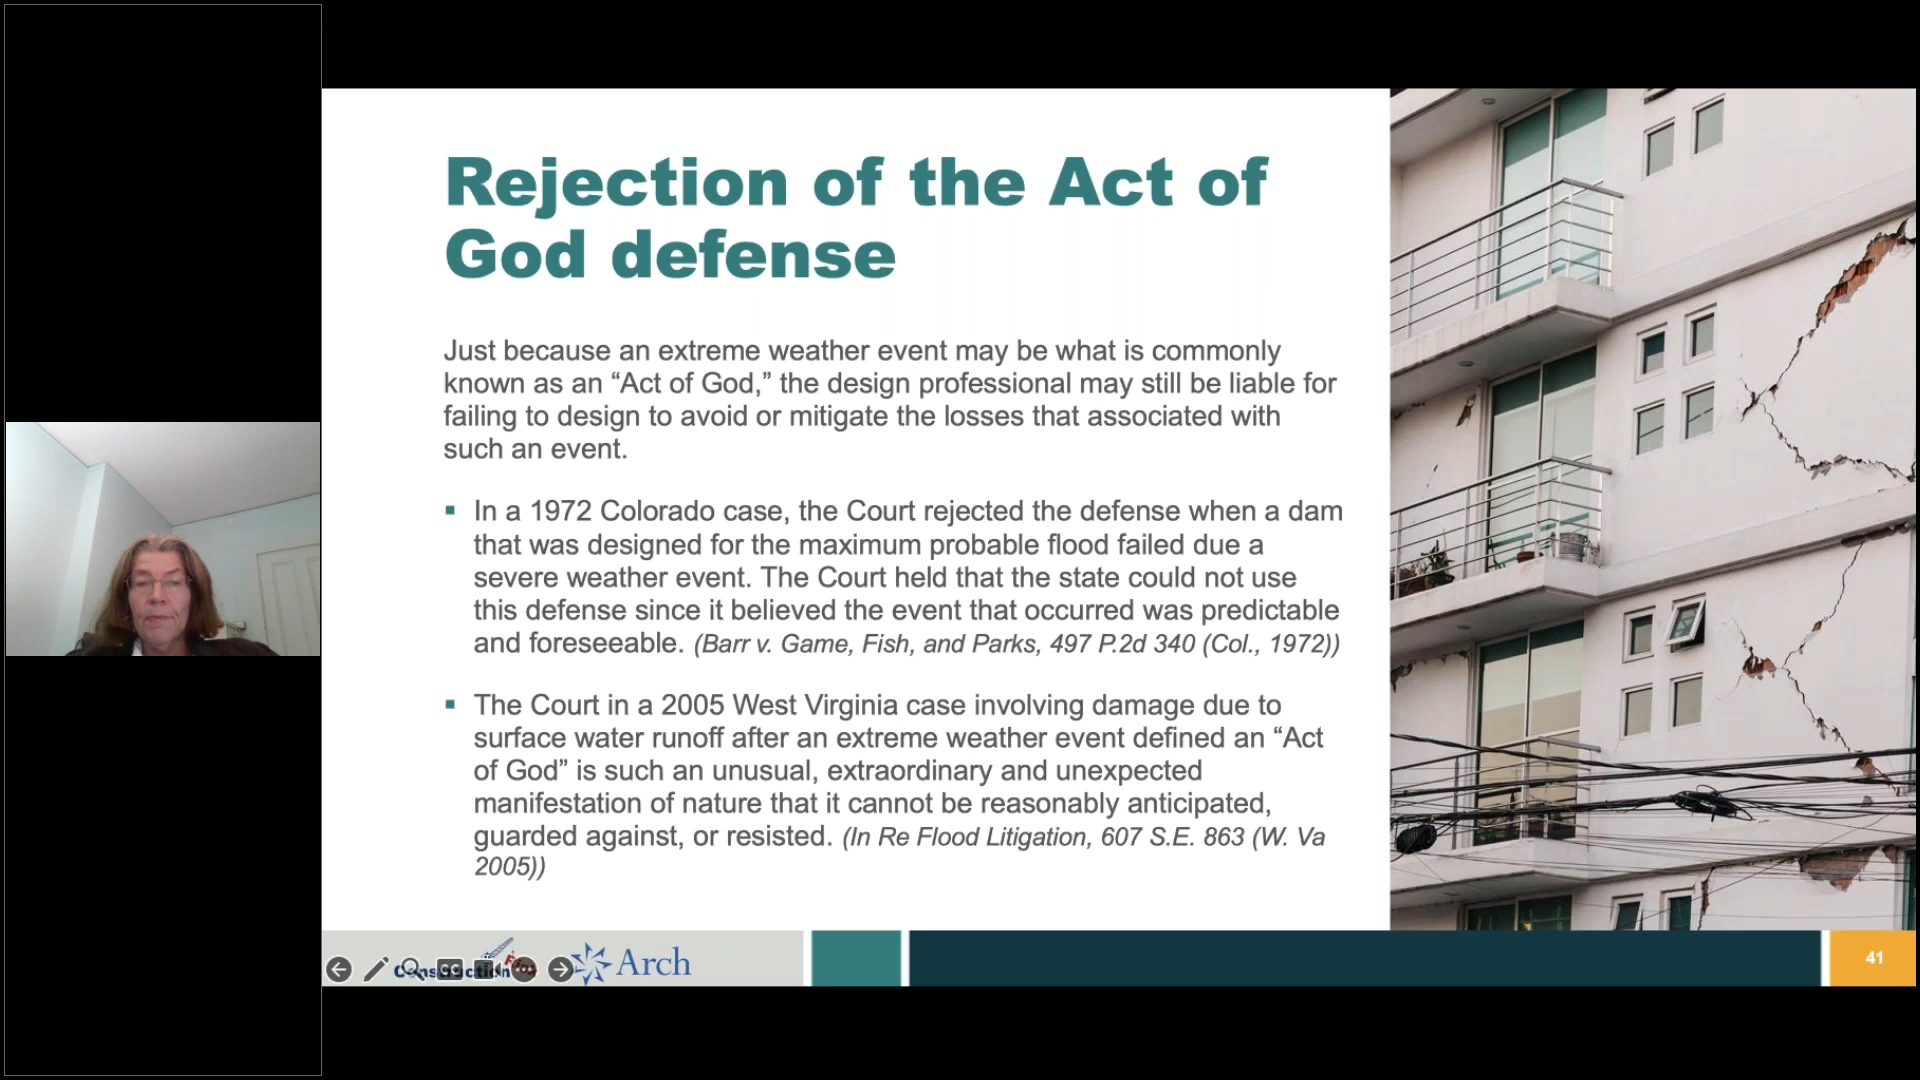 Rejection of the Act of
God defense
Just because an extreme weather event may be what is commonly
known as an “Act of God,” the design professional may still be liable for
failing to design to avoid or mitigate the losses that associated with
such an event.
▪ In a 1972 Colorado case, the Court rejected the defense when a dam
that was designed for the maximum probable flood failed due a
severe weather event. The Court held that the state could not use
this defense since it believed the event that occurred was predictable
and foreseeable. (Barr v. Game, Fish, and Parks, 497 P.2d 340 (Col., 1972))
▪ The Court in a 2005 West Virginia case involving damage due to
surface water runoff after an extreme weather event defined an “Act
of God” is such an unusual, extraordinary and unexpected
manifestation of nature that it cannot be reasonably anticipated,
guarded against, or resisted. (In Re Flood Litigation, 607 S.E. 863 (W. Va
2005))
Construction
Arch
41